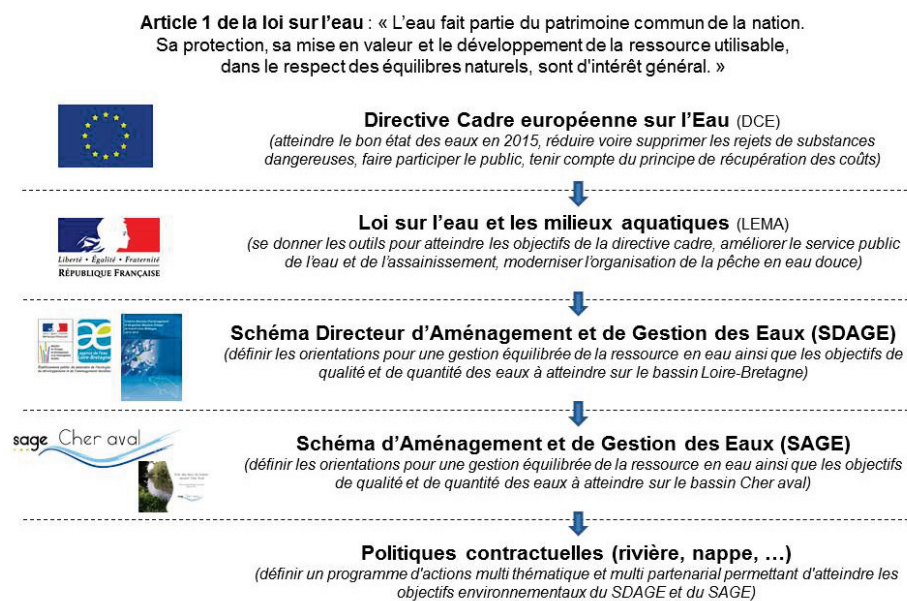 Article 1 de la loi sur l'eau : « L'eau fait partie du patrimoine commun de la nation.
Sa protection, sa mise en valeur et le développement de la ressource utilisable,
dans le respect des équilibres naturels, sont d'intérêt général. »
Directive Cadre européenne sur l'Eau (DCE)
(atteindre le bon état des eaux en 2015, réduire voire supprimer les rejets de substances
dangereuses, faire participer le public, tenir compte du principe de récupération des coûts)
Loi sur l'eau et les milieux aquatiques (LEMA)
(se donner les outils pour atteindre les objectifs de la directive cadre, améliorer le service public
de l'eau et de l'assainissement, moderniser l'organisation de la pêche en eau douce)
Liberté • Égalité • Fraternité
RÉPUBLIQUE FRANÇAISE
Schéma Directeur d'Aménagement et de Gestion des Eaux (SDAGE)
(définir les orientations pour une gestion équilibrée de la ressource en eau ainsi que les objectifs de
qualité et de quantité des eaux à atteindre sur le bassin Loire-Bretagne)
agence de l'eau
Loire-Bretagne
sage Cher aval
Schéma d'Aménagement et de Gestion des Eaux (SAGE)
(définir les orientations pour une gestion équilibrée de la ressource en eau ainsi que les objectifs
de qualité et de quantité des eaux à atteindre sur le bassin Cher aval)
Politiques contractuelles (rivière, nappe, ...)
(définir un programme d'actions multi thématique et multi partenarial permettant d'atteindre les
objectifs environnementaux du SDAGE et du SAGE)